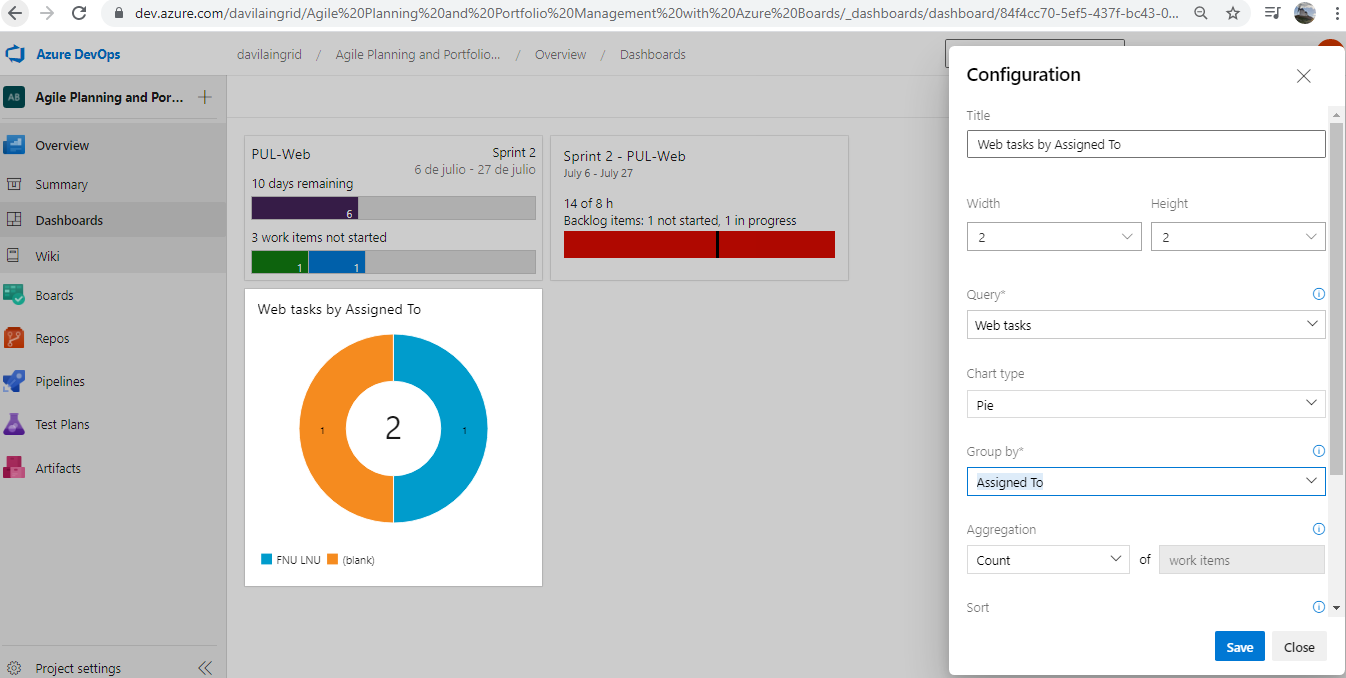 dev.azure.com/davilaingrid/Agile%20Planning%20and%20Portfolio%20Management%20with%20Azure%20Boards/_dashboards/dashboard/84f4cc70-5ef5-437f-bc43-0...
Azure DevOps
davilaingrid / Agile Planning and Portfolio... / Overview / Dashboards
AB Agile Planning and Por... +
Overview
Summary
Dashboards
Wiki
Boards
Repos
Pipelines
Test Plans
Artifacts
Project settings
PUL-Web Sprint 2
6 de julio - 27 de julio
10 days remaining
6
3 work items not started
1 1
Sprint 2 - PUL-Web
July 6 - July 27
14 of 8 h
Backlog items: 1 not started, 1 in progress
Web tasks by Assigned To
1 2 1
FNU LNU (blank)
Configuration
Title
Web tasks by Assigned To
Width Height
2 2
Query*
Web tasks
Chart type
Pie
Group by*
Assigned To
Aggregation
Count of work items
Sort
Save Close